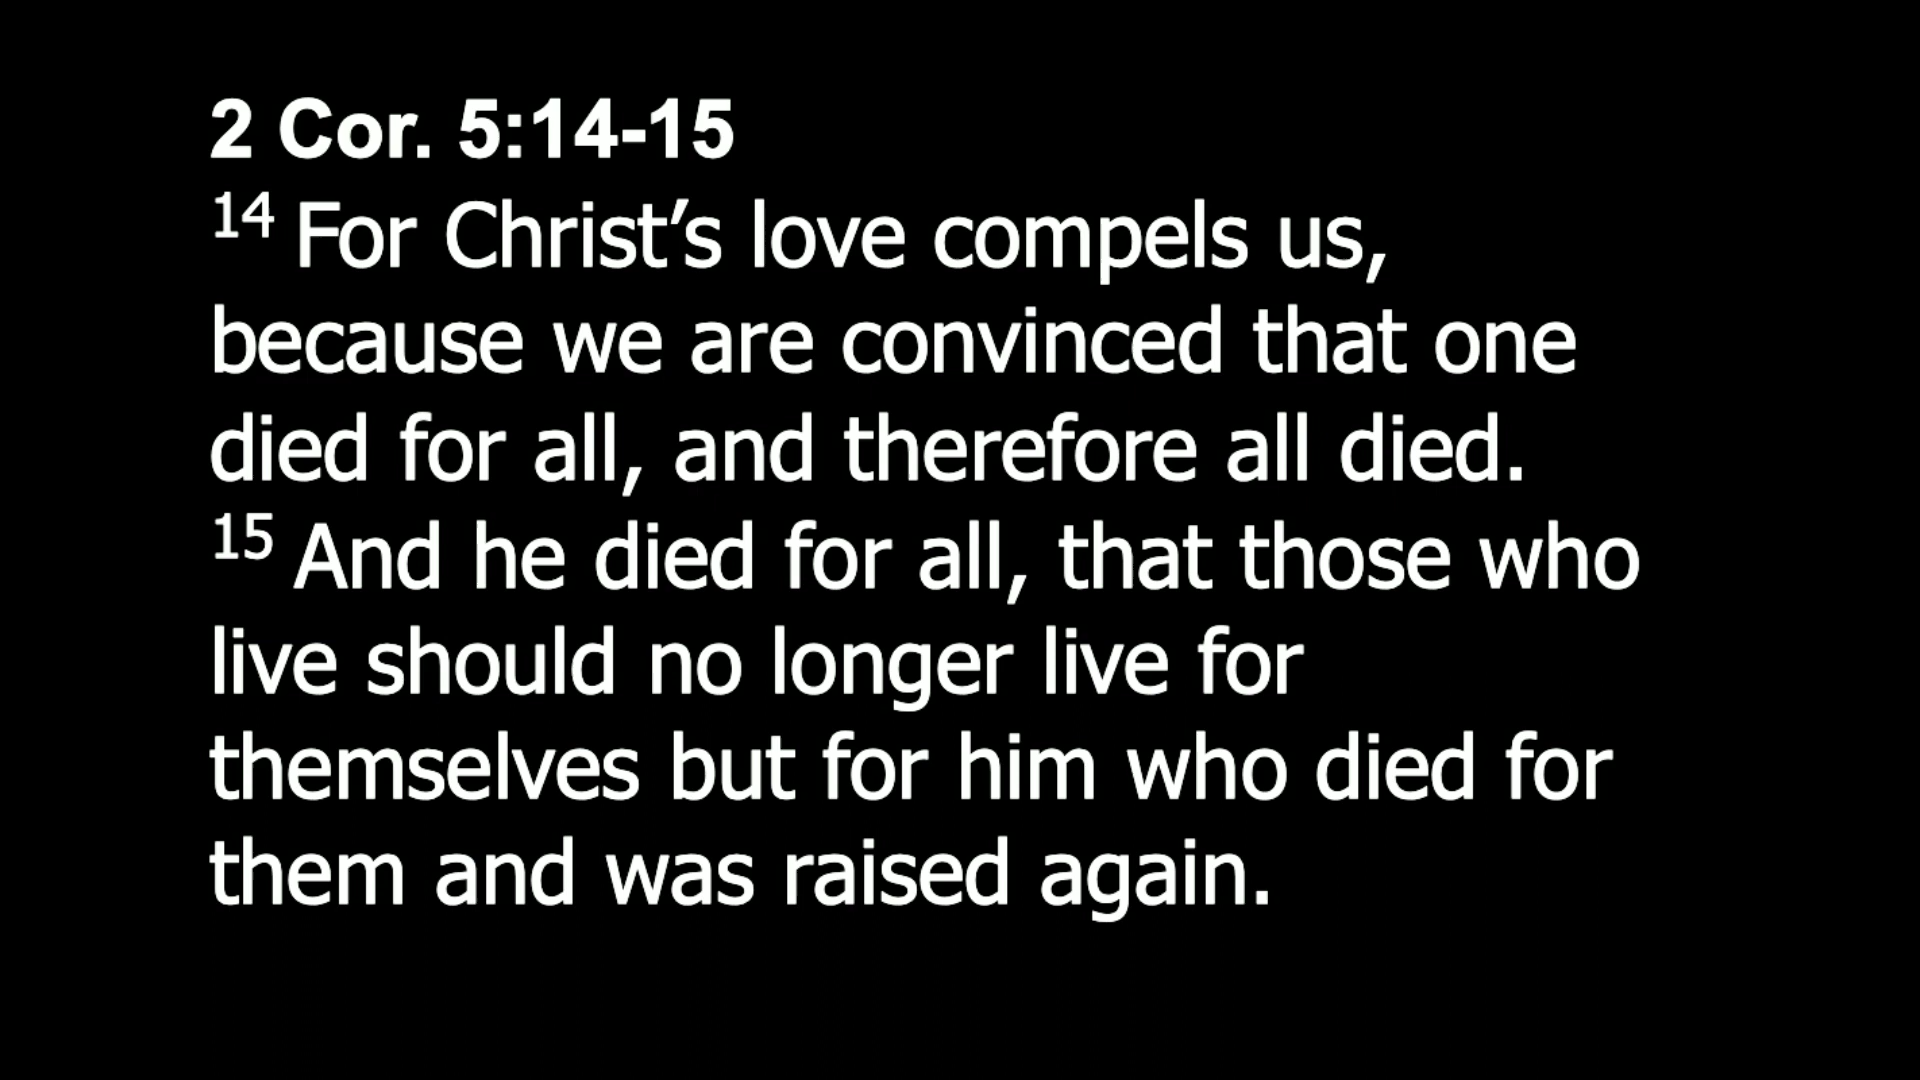 2 Cor. 5:14-15
14 For Christ’s love compels us,
because we are convinced that one
died for all, and therefore all died.
15 And he died for all, that those who
live should no longer live for
themselves but for him who died for
them and was raised again.